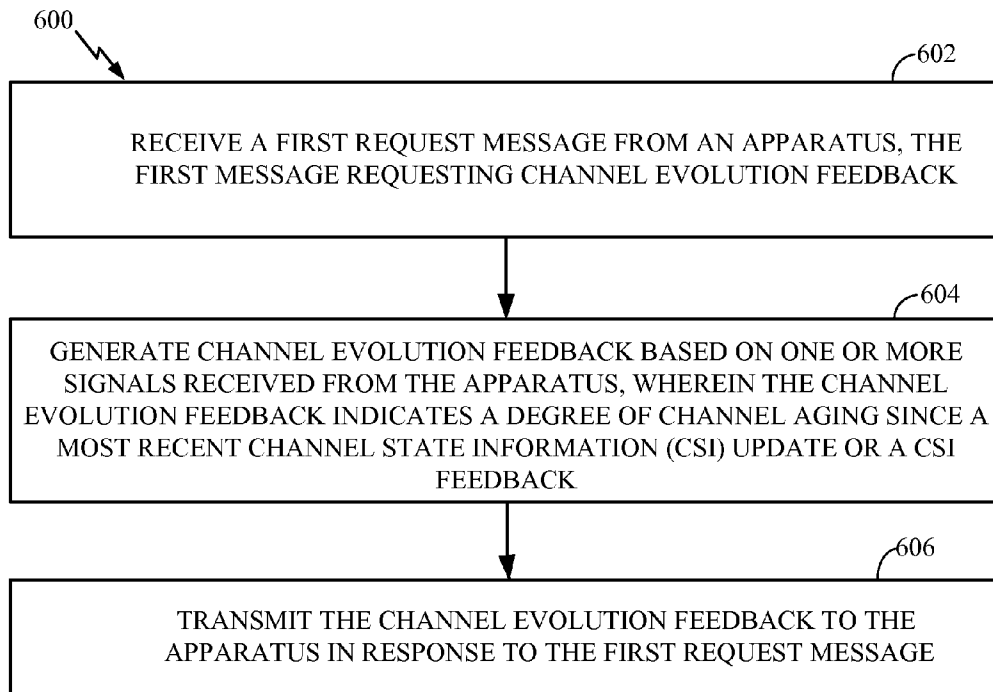 600
602
RECEIVE A FIRST REQUEST MESSAGE FROM AN APPARATUS, THE
FIRST MESSAGE REQUESTING CHANNEL EVOLUTION FEEDBACK
604
GENERATE CHANNEL EVOLUTION FEEDBACK BASED ON ONE OR MORE
SIGNALS RECEIVED FROM THE APPARATUS, WHEREIN THE CHANNEL
EVOLUTION FEEDBACK INDICATES A DEGREE OF CHANNEL AGING SINCE A
MOST RECENT CHANNEL STATE INFORMATION (CSI) UPDATE OR A CSI
FEEDBACK
606
TRANSMIT THE CHANNEL EVOLUTION FEEDBACK TO THE
APPARATUS IN RESPONSE TO THE FIRST REQUEST MESSAGE